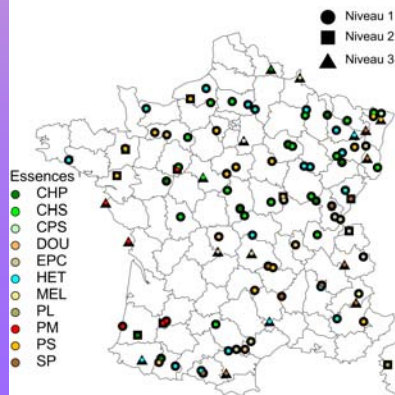 Niveau 1
Niveau 2
Niveau 3
Essences
CHP
CHS
CPS
DOU
EPC
HET
MEL
PL
PM
PS
SP